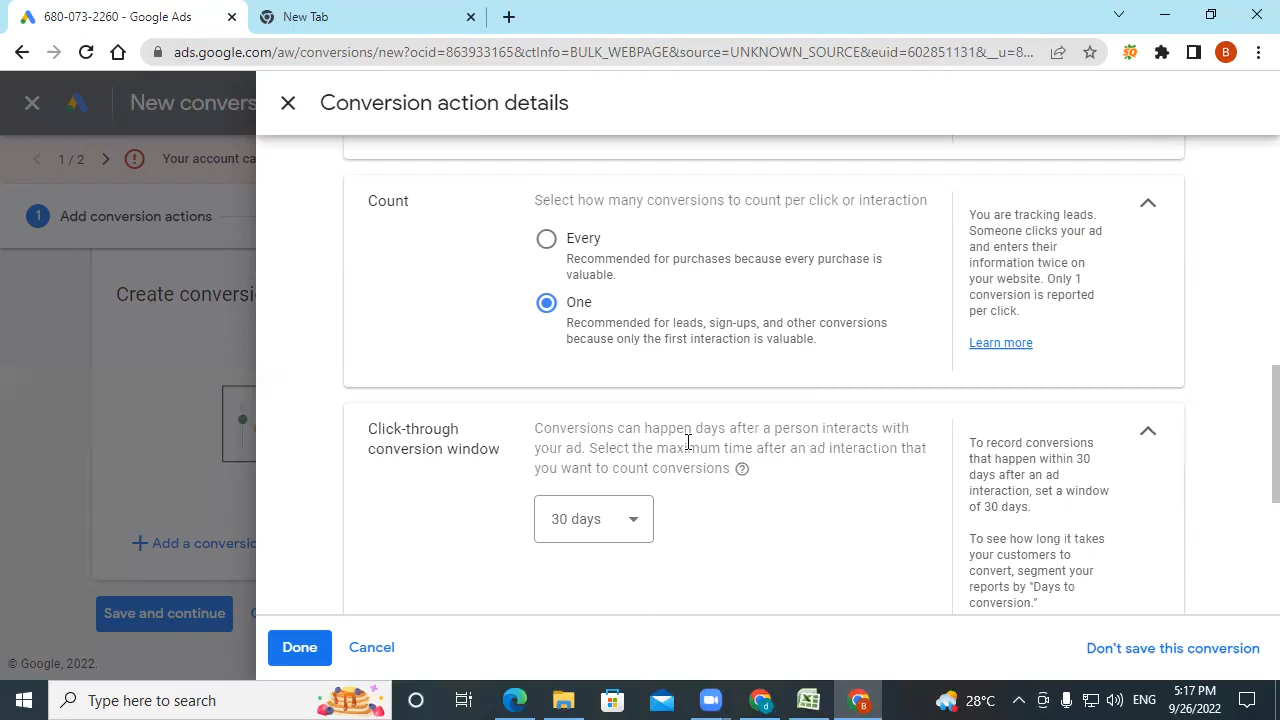 680-073-2260 - Google Ads
New Tab
ads.google.com/aw/conversions/new?ocid=863933165&ctInfo=BULK_WEBPAGE&source=UNKNOWN_SOURCE&euid=602851131&__u=8...
B
New convers
Conversion action details
1 / 2
Your account ca
1
Add conversion actions
Create conversi
Add a conversio
Save and continue
© Google, 2022.
Count
Select how many conversions to count per click or interaction
Every
Recommended for purchases because every purchase is
valuable.
One
Recommended for leads, sign-ups, and other conversions
because only the first interaction is valuable.
You are tracking leads.
Someone clicks your ad
and enters their
information twice on
your website. Only 1
conversion is reported
per click.
Learn more
Click-through
conversion window
Conversions can happen days after a person interacts with
your ad. Select the maximum time after an ad interaction that
you want to count conversions
30 days
To record conversions
that happen within 30
days after an ad
interaction, set a window
of 30 days.
To see how long it takes
your customers to
convert, segment your
reports by "Days to
conversion."
Done
Cancel
Don't save this conversion
Type here to search
28°C
ENG
5:17 PM
9/26/2022